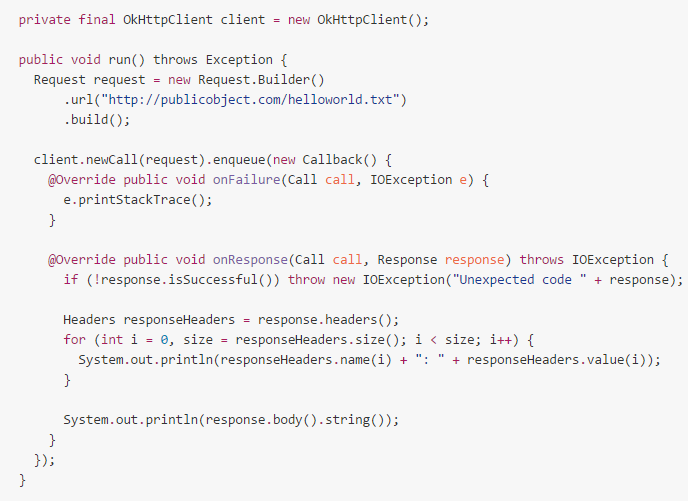 private final OkHttpClient client = new OkHttpClient();

public void run() throws Exception {
  Request request = new Request.Builder()
      .url("http://publicobject.com/helloworld.txt")
      .build();

  client.newCall(request).enqueue(new Callback() {
    @Override public void onFailure(Call call, IOException e) {
      e.printStackTrace();
    }

    @Override public void onResponse(Call call, Response response) throws IOException {
      if (!response.isSuccessful()) throw new IOException("Unexpected code " + response);

      Headers responseHeaders = response.headers();
      for (int i = 0, size = responseHeaders.size(); i < size; i++) {
        System.out.println(responseHeaders.name(i) + ": " + responseHeaders.value(i));
      }

      System.out.println(response.body().string());
    }
  });
}